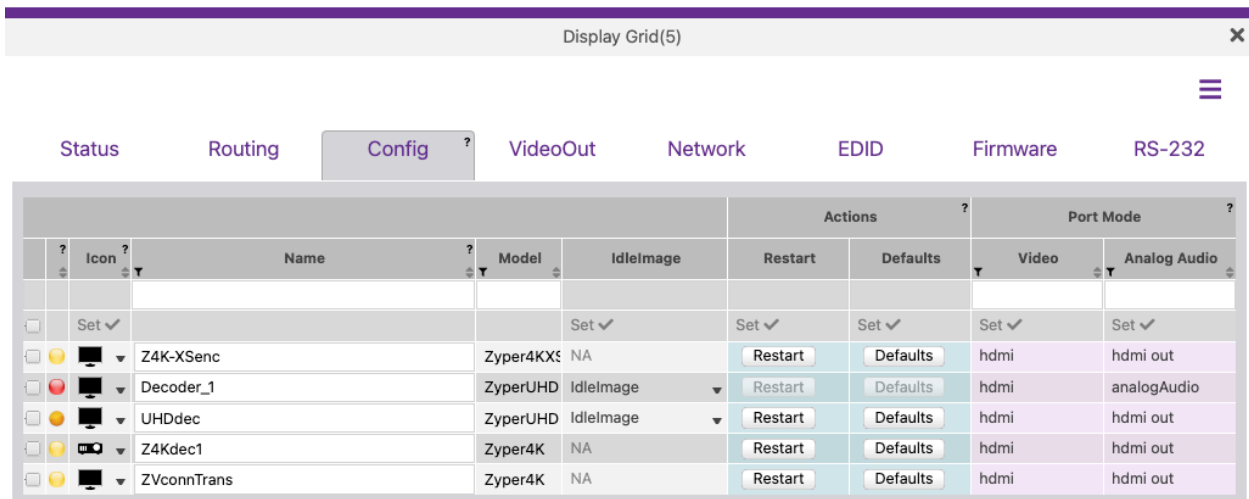 Display Grid(5)
Status Routing Config ? VideoOut Network EDID Firmware RS-232
Actions ? Port Mode ?
? Icon ? Name ? Model IdleImage Restart Defaults Video Analog Audio
Set Set Set Set Set Set
Z4K-XSenc Zyper4KXS NA Restart Defaults hdmi hdmi out
Decoder_1 ZyperUHD IdleImage Restart Defaults hdmi analogAudio
UHDdec ZyperUHD IdleImage Restart Defaults hdmi hdmi out
Z4Kdec1 Zyper4K NA Restart Defaults hdmi hdmi out
ZVconnTrans Zyper4K NA Restart Defaults hdmi hdmi out